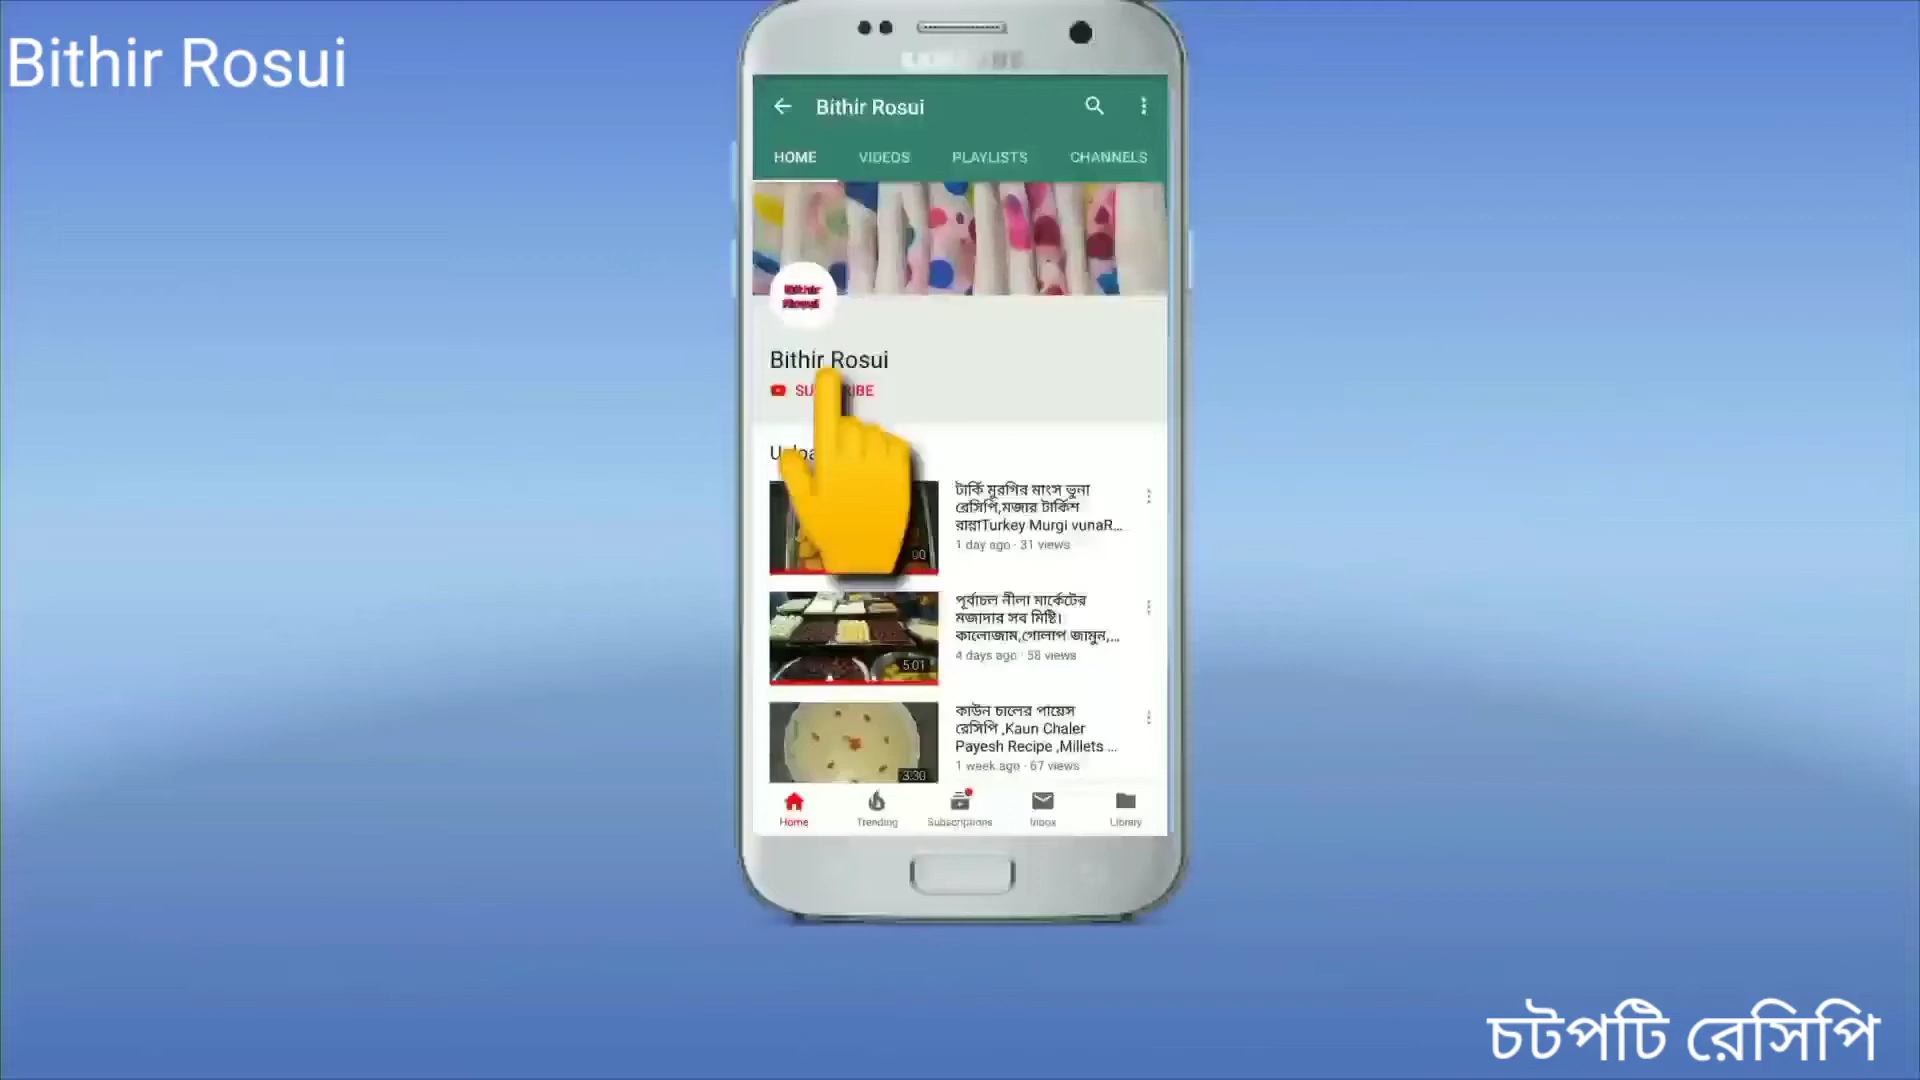 Bithir Rosui
Bithir Rosui
HOME VIDEOS PLAYLISTS CHANNELS
Bithir
Rosui
Bithir Rosui
টার্কি মুরগির মাংস ভুনা
রেসিপি,মজার টার্কিশ
রান্নাTurkey Murgi vunaR...
1 day ago · 31 views
পূর্বাচল নীলা মার্কেটের
মজাদার সব মিষ্টি।
কালোজাম,গোলাপ জামুন,...
4 days ago · 58 views
5:01
কাউন চালের পায়েস
রেসিপি ,Kaun Chaler
Payesh Recipe ,Millets ...
1 week ago · 67 views
3:30
Home Trending Subscriptions Inbox Library
চটপটি রেসিপি